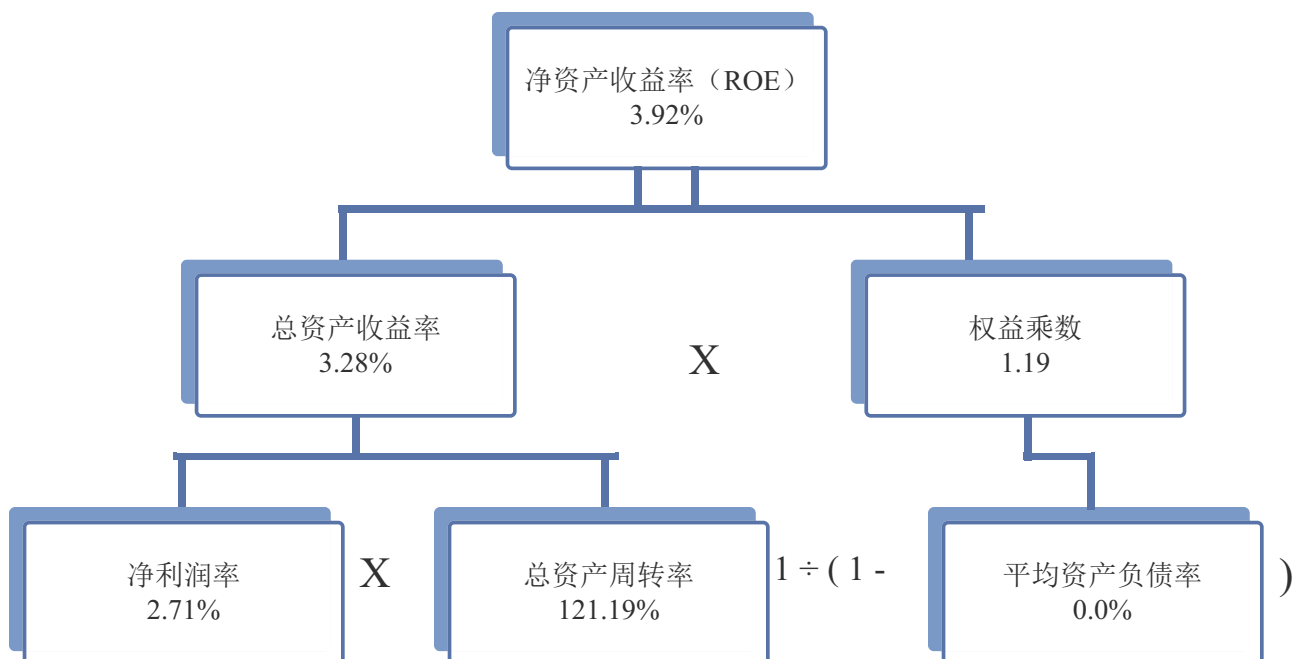 净资产收益率（ROE）
3.92%
总资产收益率
3.28%
X
权益乘数
1.19
净利润率
2.71%
X
总资产周转率
121.19%
1 ÷ ( 1 -
平均资产负债率
0.0%
)